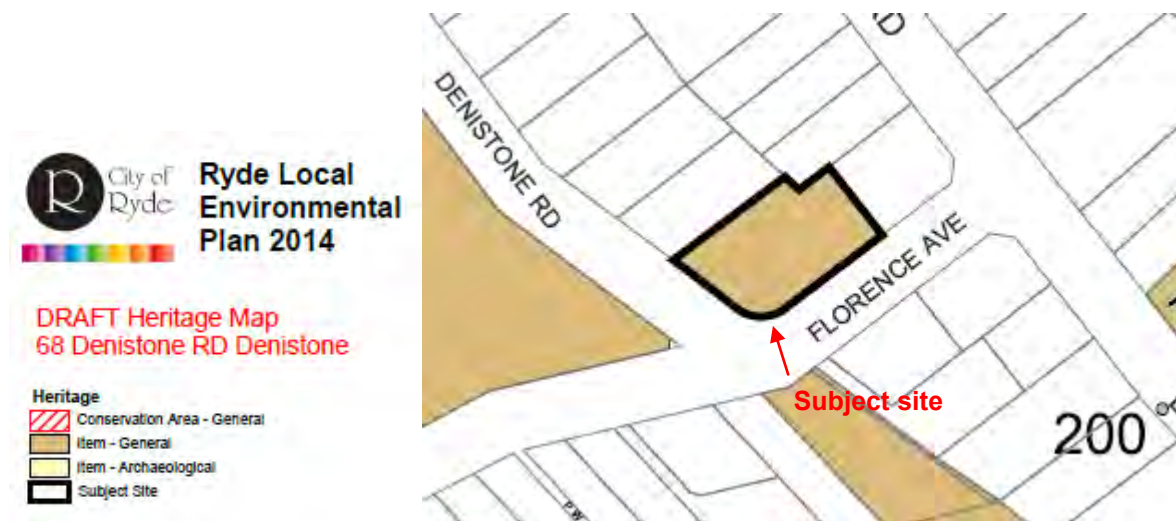 City of
Ryde
R
Ryde Local
Environmental
Plan 2014
DRAFT Heritage Map
68 Denistone RD Denistone
Heritage
Conservation Area - General
Item - General
Item - Archaeological
Subject Site
DENISTONE RD
FLORENCE AVE
Subject site
200
PW